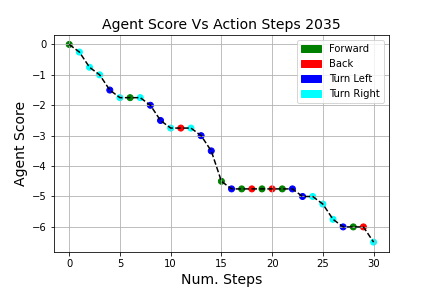 Agent Score Vs Action Steps 2035
Agent Score
0
−1
−2
−3
−4
−5
−6
Forward
Back
Turn Left
Turn Right
0 5 10 15 20 25 30
Num. Steps